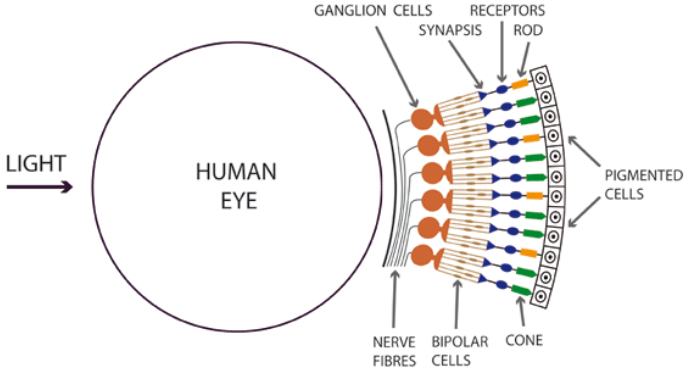 GANGLION CELLS
RECEPTORS
SYNAPSIS
ROD
LIGHT
HUMAN
EYE
PIGMENTED
CELLS
NERVE
FIBRES
BIPOLAR
CELLS
CONE